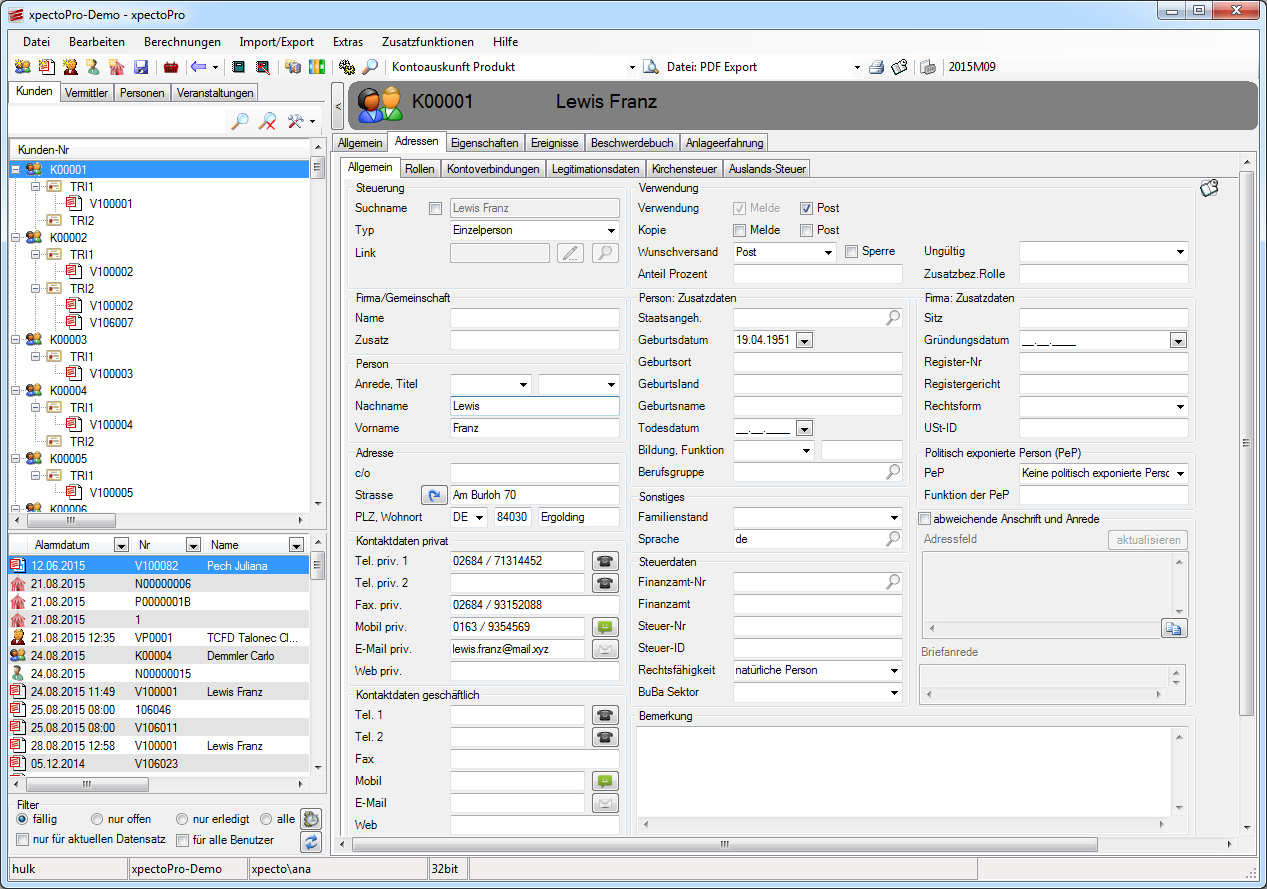 xpectoPro-Demo - xpectoPro
Datei Bearbeiten Berechnungen Import/Export Extras Zusatzfunktionen Hilfe
Kontoauskunft Produkt Datei: PDF Export 2015M09
Kunden Vermittler Personen Veranstaltungen
Kunden-Nr
K00001
TRI1
V100001
TRI2
K00002
TRI1
V100002
TRI2
V100002
V106007
K00003
TRI1
V100003
K00004
TRI1
V100004
TRI2
K00005
TRI1
V100005
K00006
Alarmdatum Nr Name
12.06.2015 V100082 Pech Juliana
21.08.2015 N00000006
21.08.2015 P0000001B
21.08.2015 1
21.08.2015 12:35 VP0001 TCFD Talonec Cl...
24.08.2015 K00004 Demmler Carlo
24.08.2015 N00000015
24.08.2015 11:49 V100001 Lewis Franz
25.08.2015 08:00 106046
25.08.2015 08:00 V106011
28.08.2015 12:58 V100001 Lewis Franz
05.12.2014 V106023
Filter
fällig nur offen nur erledigt alle
nur für aktuellen Datensatz für alle Benutzer
< K00001 Lewis Franz
Allgemein Adressen Eigenschaften Ereignisse Beschwerdebuch Anlageerfahrung
Allgemein Rollen Kontoverbindungen Legitimationsdaten Kirchensteuer Auslands-Steuer
Steuerung
Suchname Lewis Franz
Typ Einzelperson
Link
Firma/Gemeinschaft
Name
Zusatz
Person
Anrede, Titel
Nachname Lewis
Vorname Franz
Adresse
c/o
Strasse Am Burloh 70
PLZ, Wohnort DE 84030 Ergolding
Kontaktdaten privat
Tel. priv. 1 02684 / 71314452
Tel. priv. 2
Fax. priv. 02684 / 93152088
Mobil priv. 0163 / 9354569
E-Mail priv. lewis.franz@mail.xyz
Web priv.
Kontaktdaten geschäftlich
Tel. 1
Tel. 2
Fax
Mobil
E-Mail
Web
Verwendung
Verwendung Melde Post
Kopie Melde Post
Wunschversand Post Sperre Ungültig
Anteil Prozent Zusatzbez.Rolle
Person: Zusatzdaten
Staatsangeh.
Geburtsdatum 19.04.1951
Geburtsort
Geburtsland
Geburtsname
Todesdatum __.__.____
Bildung, Funktion
Berufsgruppe
Sonstiges
Familienstand
Sprache de
Steuerdaten
Finanzamt-Nr
Finanzamt
Steuer-Nr
Steuer-ID
Rechtsfähigkeit natürliche Person
BuBa Sektor
Firma: Zusatzdaten
Sitz
Gründungsdatum __.__.____
Register-Nr
Registergericht
Rechtsform
USt-ID
Politisch exponierte Person (PeP)
PeP Keine politisch exponierte Persc
Funktion der PeP
abweichende Anschrift und Anrede
Adressfeld aktualisieren
Briefanrede
Bemerkung
hulk xpectoPro-Demo xpecto\ana 32bit